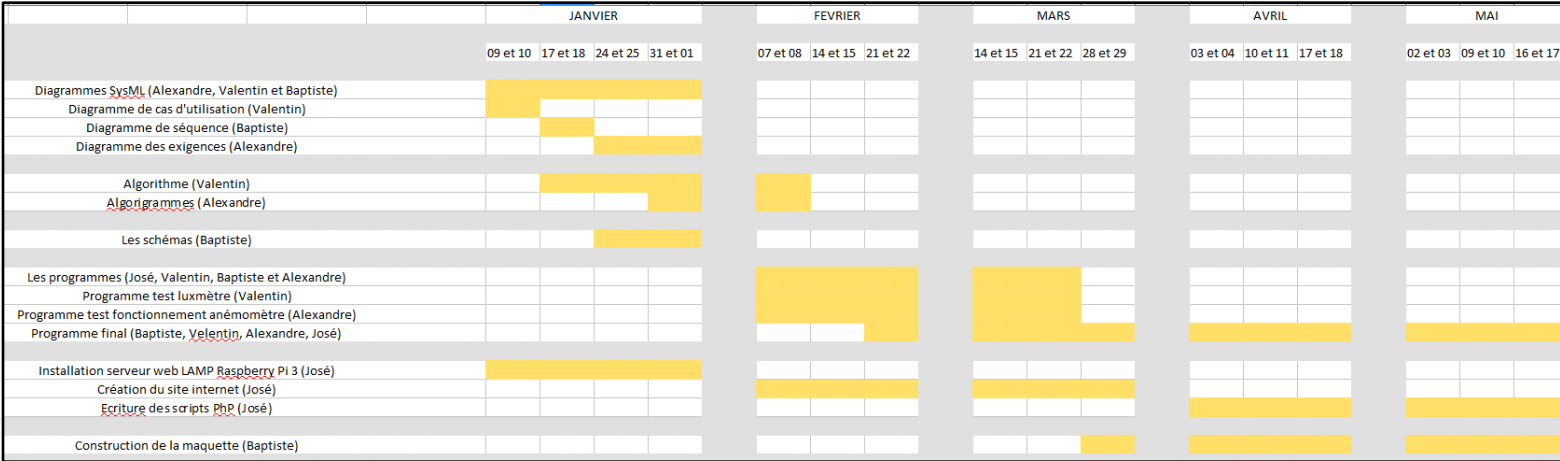 JANVIER FEVRIER MARS AVRIL MAI
09 et 10 17 et 18 24 et 25 31 et 01 07 et 08 14 et 15 21 et 22 14 et 15 21 et 22 28 et 29 03 et 04 10 et 11 17 et 18 02 et 03 09 et 10 16 et 17
Diagrammes SysML (Alexandre, Valentin et Baptiste)
Diagramme de cas d'utilisation (Valentin)
Diagramme de séquence (Baptiste)
Diagramme des exigences (Alexandre)
Algorithme (Valentin)
Algorigrammes (Alexandre)
Les schémas (Baptiste)
Les programmes (José, Valentin, Baptiste et Alexandre)
Programme test luxmètre (Valentin)
Programme test fonctionnement anémomètre (Alexandre)
Programme final (Baptiste, Velentin, Alexandre, José)
Installation serveur web LAMP Raspberry Pi 3 (José)
Création du site internet (José)
Ecriture des scripts PhP (José)
Construction de la maquette (Baptiste)